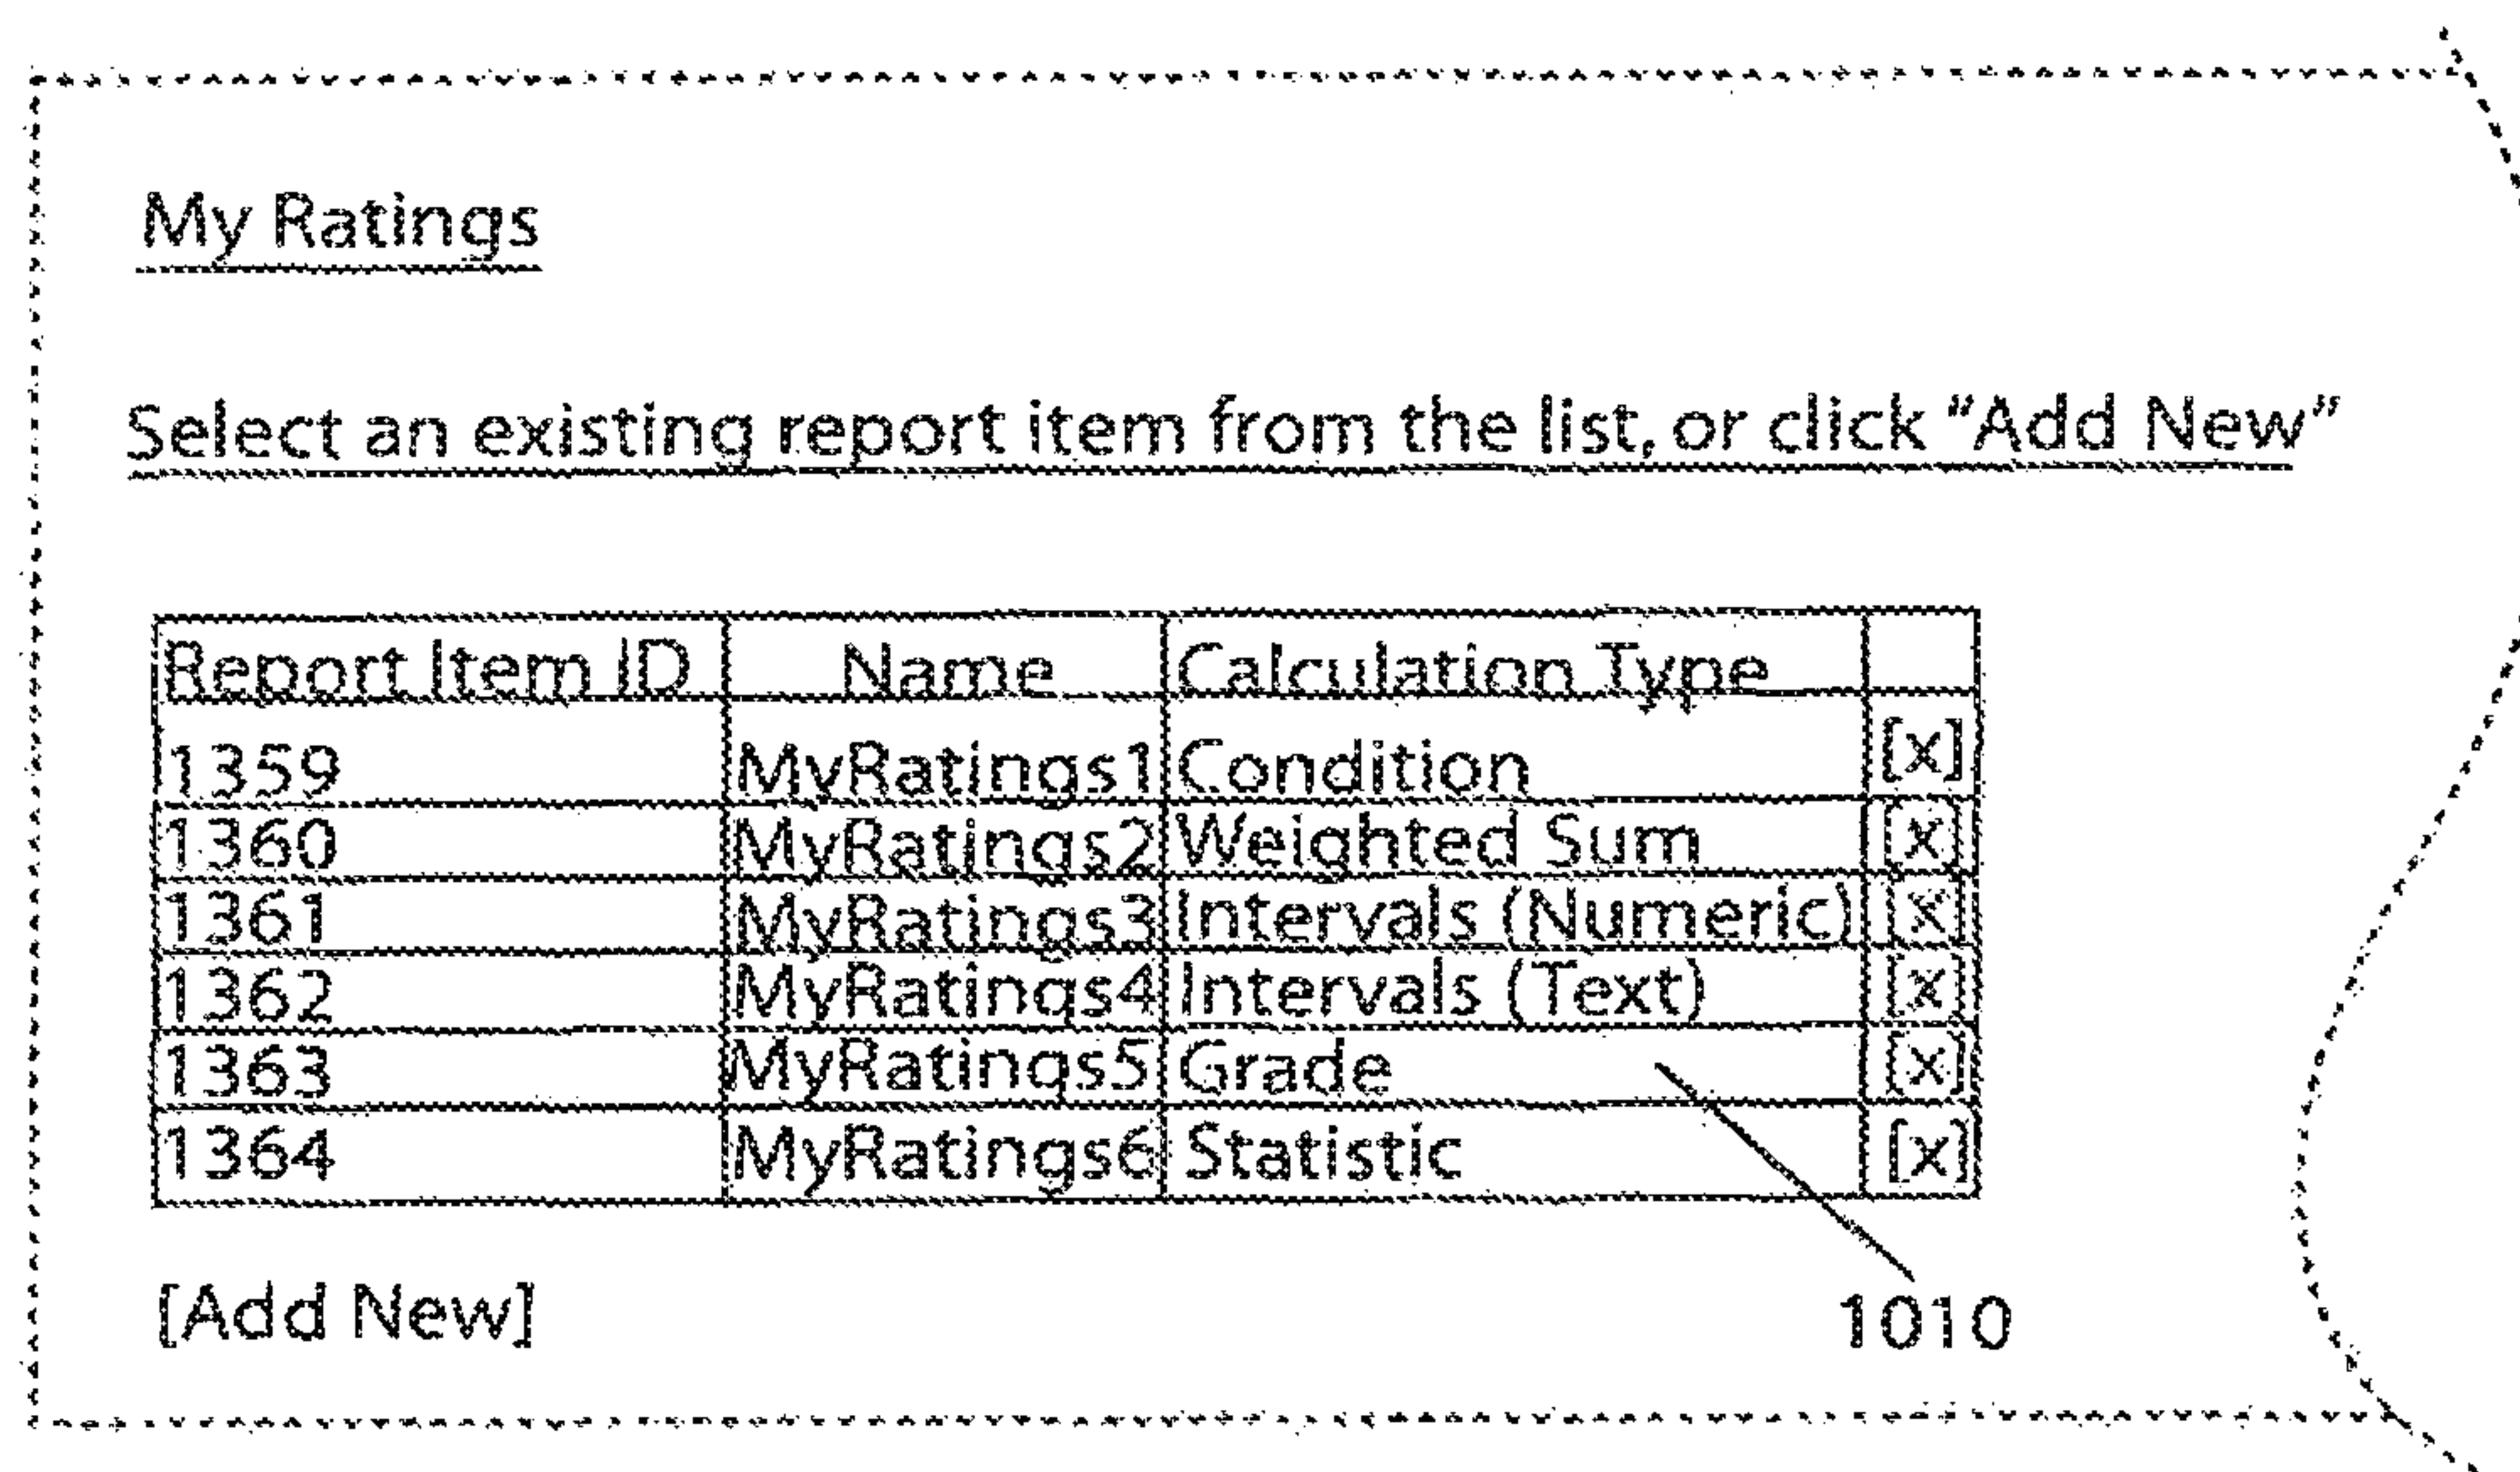 My Ratings
Select an existing report item from the list, or click “Add New”
Report Item ID Name Calculation Type
1359 MyRatings1 Condition [x]
1360 MyRatings2 Weighted Sum [x]
1361 MyRatings3 Intervals (Numeric) [x]
1362 MyRatings4 Intervals (Text) [x]
1363 MyRatings5 Grade [x]
1364 MyRatings6 Statistic [x]
[Add New]
1010